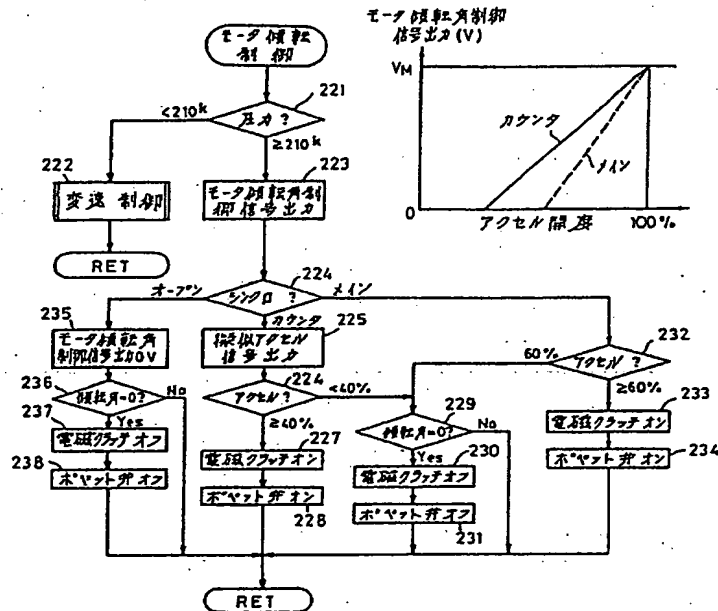 モータ傾転
制御
221
圧力?
<210k
≥210k
222
変速制御
RET
223
モータ傾転角制
御信号出力
224
シンクロ?
オープン
カウンタ
メイン
235
モータ傾転角
制御信号出力0V
236
傾転角=0?
No
Yes
237
電磁クラッチオフ
238
ポペット弁オフ
225
擬似アクセル
信号出力
224
アクセル?
<40%
≥40%
227
電磁クラッチオン
ポペット弁オン
228
229
傾転角=0?
No
Yes
230
電磁クラッチオフ
ポペット弁オフ
231
232
アクセル?
60%
≥60%
233
電磁クラッチオン
ポペット弁オン
234
RET
モータ傾転角制御
信号出力(V)
VM
カウンタ
メイン
0
アクセル開度
100%